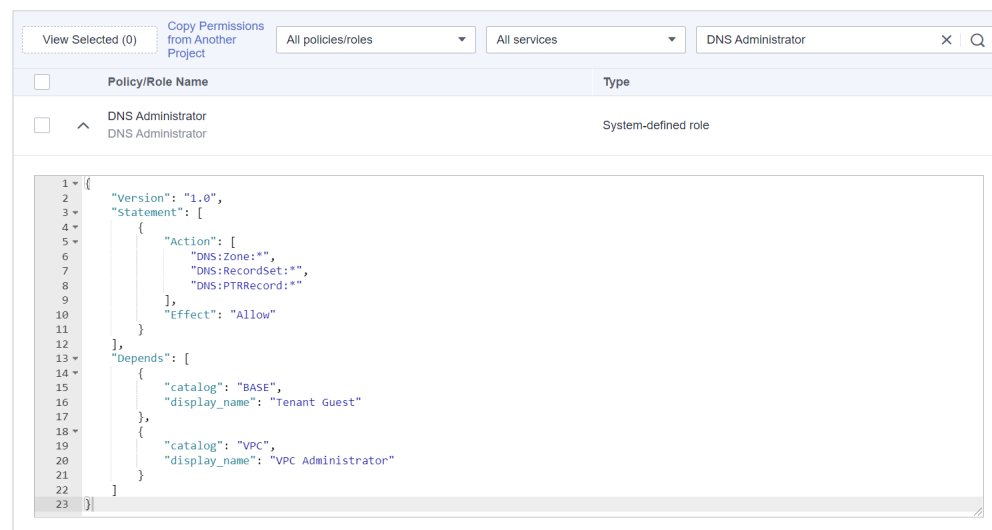 View Selected (0)
Copy Permissions
from Another
Project
All policies/roles
All services
DNS Administrator
Policy/Role Name
Type
DNS Administrator
DNS Administrator
System-defined role
1 {
2     "Version": "1.0",
3     "Statement": [
4         {
5             "Action": [
6                 "DNS:Zone:*",
7                 "DNS:RecordSet:*",
8                 "DNS:PTRRecord:*"
9             ],
10             "Effect": "Allow"
11         }
12     ],
13     "Depends": [
14         {
15             "catalog": "BASE",
16             "display_name": "Tenant Guest"
17         },
18         {
19             "catalog": "VPC",
20             "display_name": "VPC Administrator"
21         }
22     ]
23 }